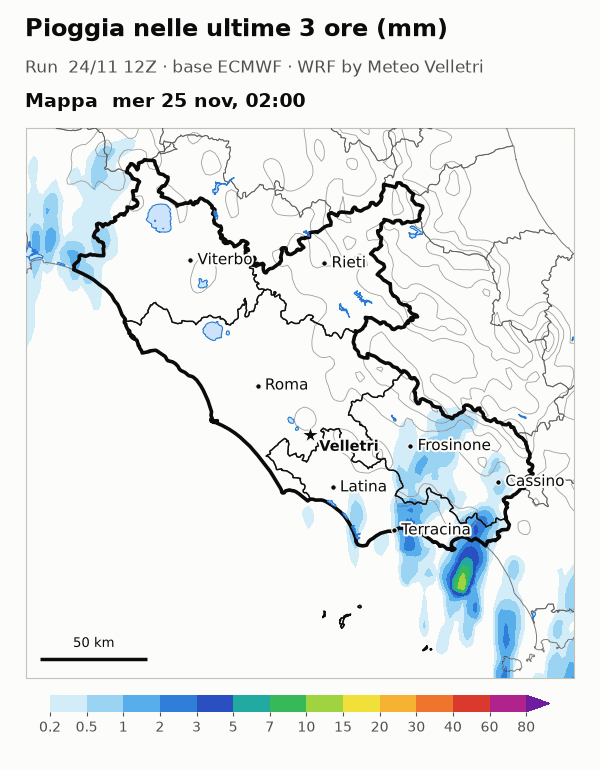 Pioggia nelle ultime 3 ore (mm)
Run  24/11 12Z · base ECMWF · WRF by Meteo Velletri
Mappa  mer 25 nov, 02:00
Viterbo
Rieti
Roma
Velletri
Frosinone
Latina
Cassino
Terracina
50 km
0.2 0.5 1 2 3 5 7 10 15 20 30 40 60 80